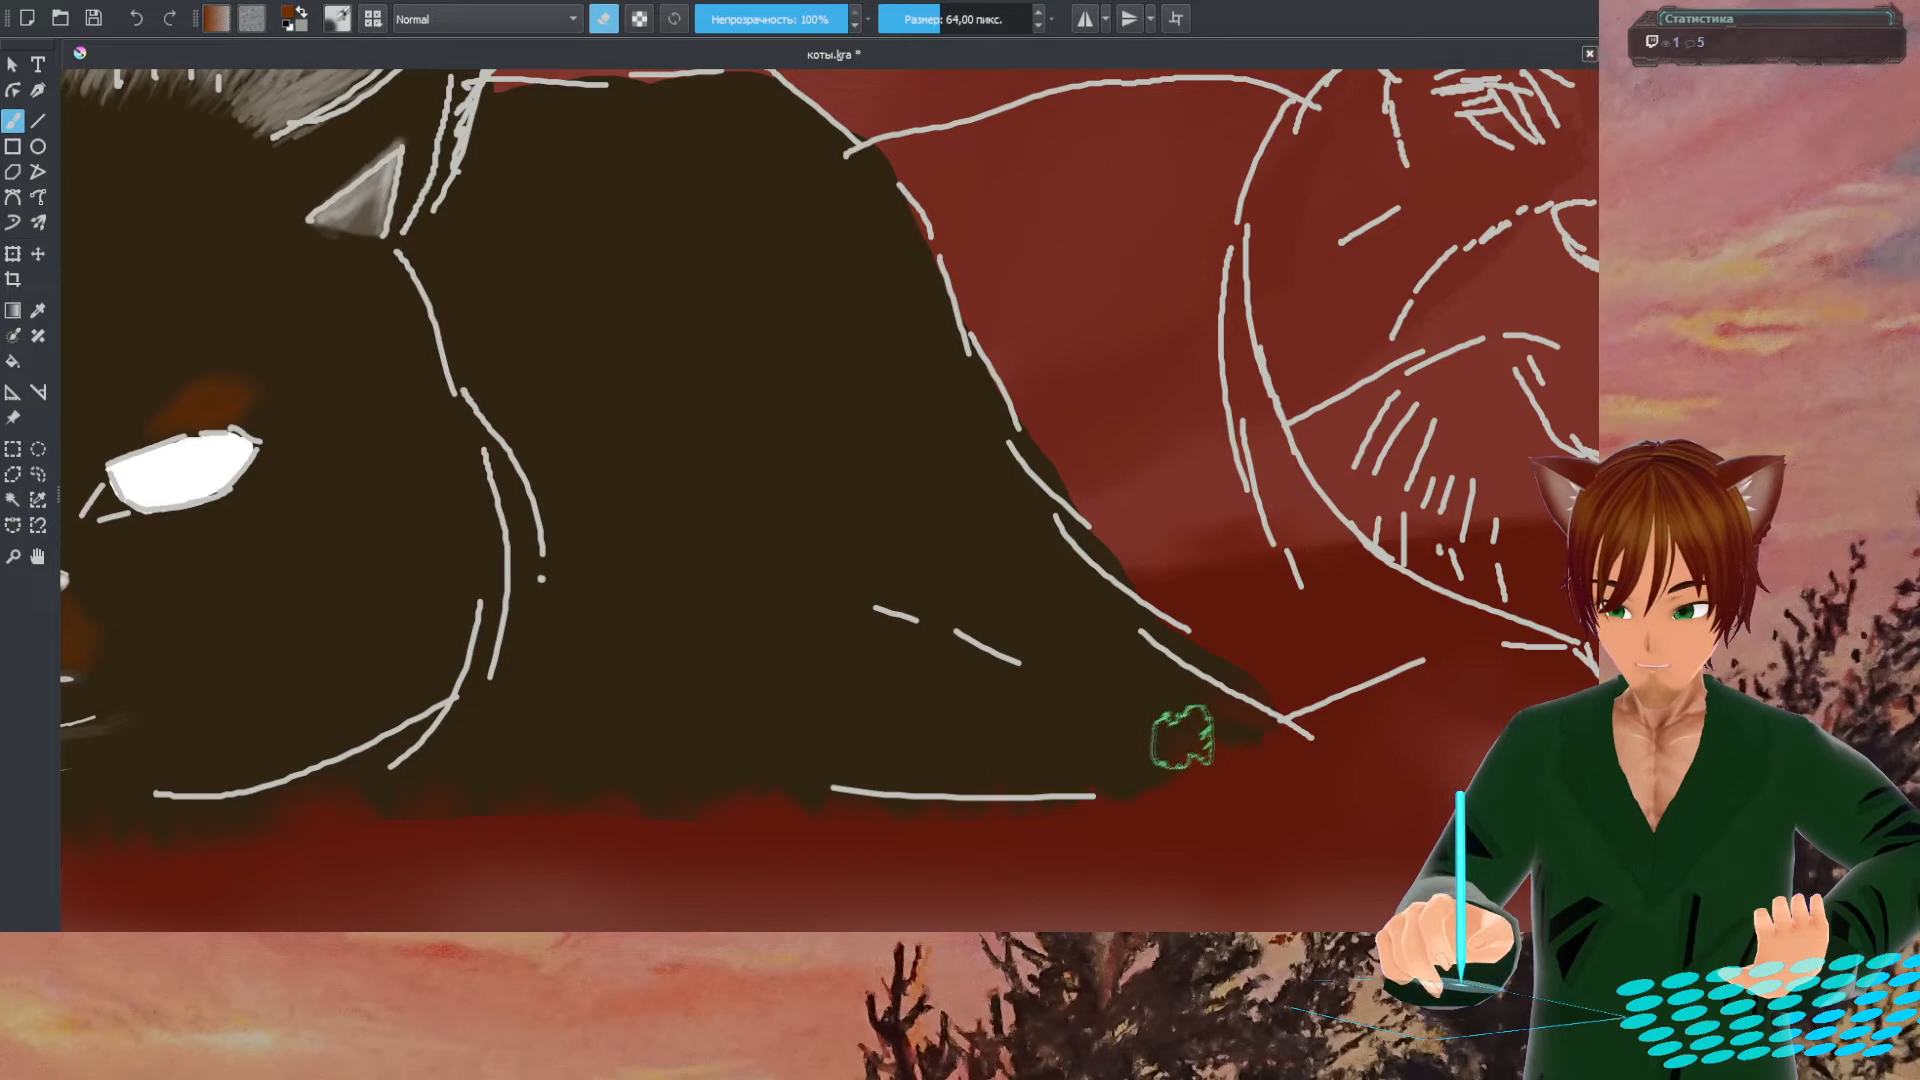 Normal
Непрозрачность: 100%
Размер: 64,00 пикс.
Статистика
1 5
коты.kra *